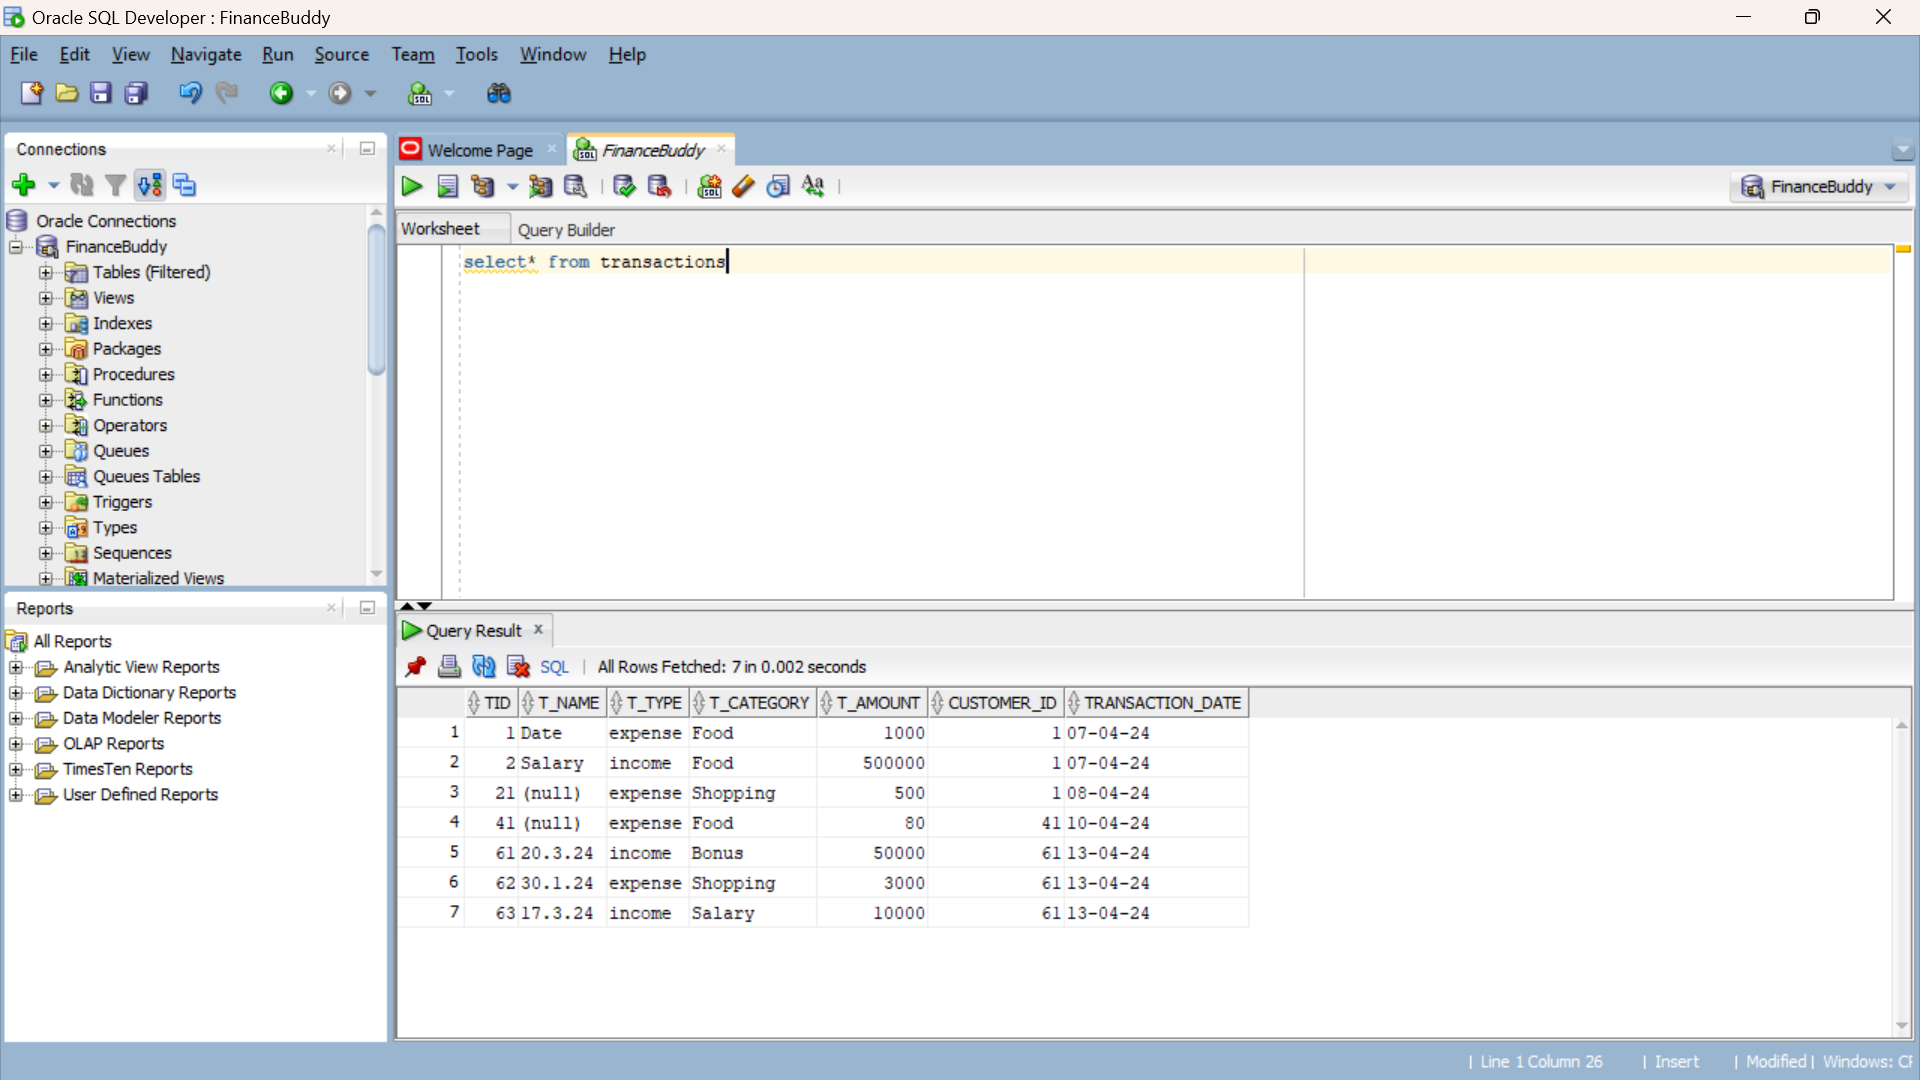 Oracle SQL Developer : FinanceBuddy
File Edit View Navigate Run Source Team Tools Window Help
Connections
Oracle Connections
FinanceBuddy
Tables (Filtered)
Views
Indexes
Packages
Procedures
Functions
Operators
Queues
Queues Tables
Triggers
Types
Sequences
Materialized Views
Reports
All Reports
Analytic View Reports
Data Dictionary Reports
Data Modeler Reports
OLAP Reports
TimesTen Reports
User Defined Reports
Welcome Page FinanceBuddy
FinanceBuddy
Worksheet Query Builder
select* from transactions
Query Result
SQL | All Rows Fetched: 7 in 0.002 seconds
TID T_NAME T_TYPE T_CATEGORY T_AMOUNT CUSTOMER_ID TRANSACTION_DATE
1 1 Date expense Food 1000 1 07-04-24
2 2 Salary income Food 500000 1 07-04-24
3 21 (null) expense Shopping 500 1 08-04-24
4 41 (null) expense Food 80 41 10-04-24
5 61 20.3.24 income Bonus 50000 61 13-04-24
6 62 30.1.24 expense Shopping 3000 61 13-04-24
7 63 17.3.24 income Salary 10000 61 13-04-24
| Line 1 Column 26 | Insert | Modified | Windows: C